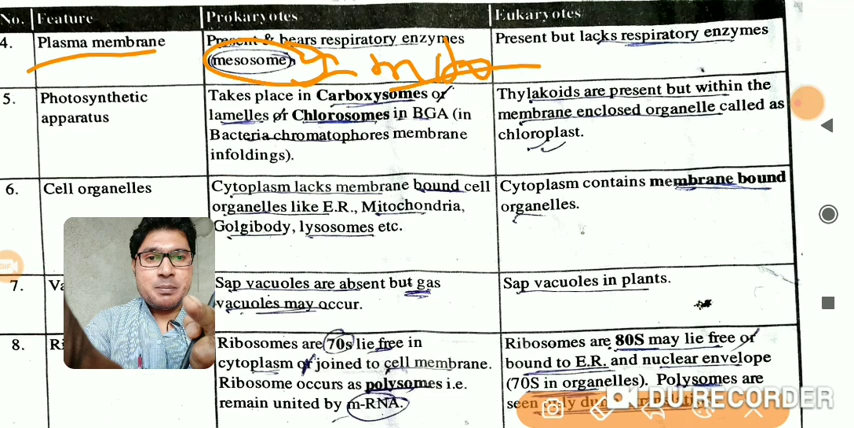 No. Feature Prokaryotes Eukaryotes
4. Plasma membrane
Present & bears respiratory enzymes
(mesosome)
Present but lacks respiratory enzymes
5. Photosynthetic
apparatus
Takes place in Carboxysomes or
lamelles or Chlorosomes in BGA (in
Bacteria chromatophores membrane
infoldings).
Thylakoids are present but within the
membrane enclosed organelle called as
chloroplast.
6. Cell organelles
Cytoplasm lacks membrane bound cell
organelles like E.R., Mitochondria,
Golgibody, lysosomes etc.
Cytoplasm contains membrane bound
organelles.
7.
Sap vacuoles are absent but gas
vacuoles may occur.
Sap vacuoles in plants.
8.
Ribosomes are 70s lie free in
cytoplasm or joined to cell membrane.
Ribosome occurs as polysomes i.e.
remain united by m-RNA.
Ribosomes are 80S may lie free or
bound to E.R. and nuclear envelope
(70S in organelles). Polysomes are
seen only
DU RECORDER
GIF